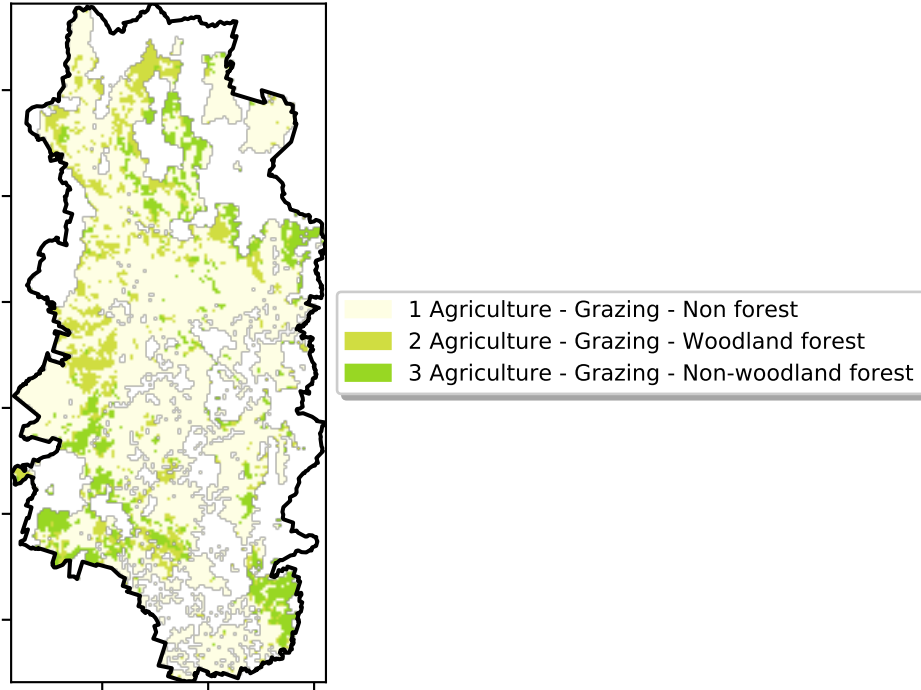 1 Agriculture - Grazing - Non forest
2 Agriculture - Grazing - Woodland forest
3 Agriculture - Grazing - Non-woodland forest